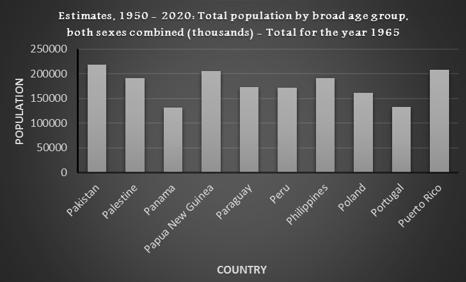 Estimates, 1950 - 2020: Total population by broad age group,
both sexes combined (thousands) - Total for the year 1965
250000
200000
150000
100000
50000
0
POPULATION
Pakistan
Palestine
Panama
Papua New Guinea
Paraguay
Peru
Philippines
Poland
Portugal
Puerto Rico
COUNTRY